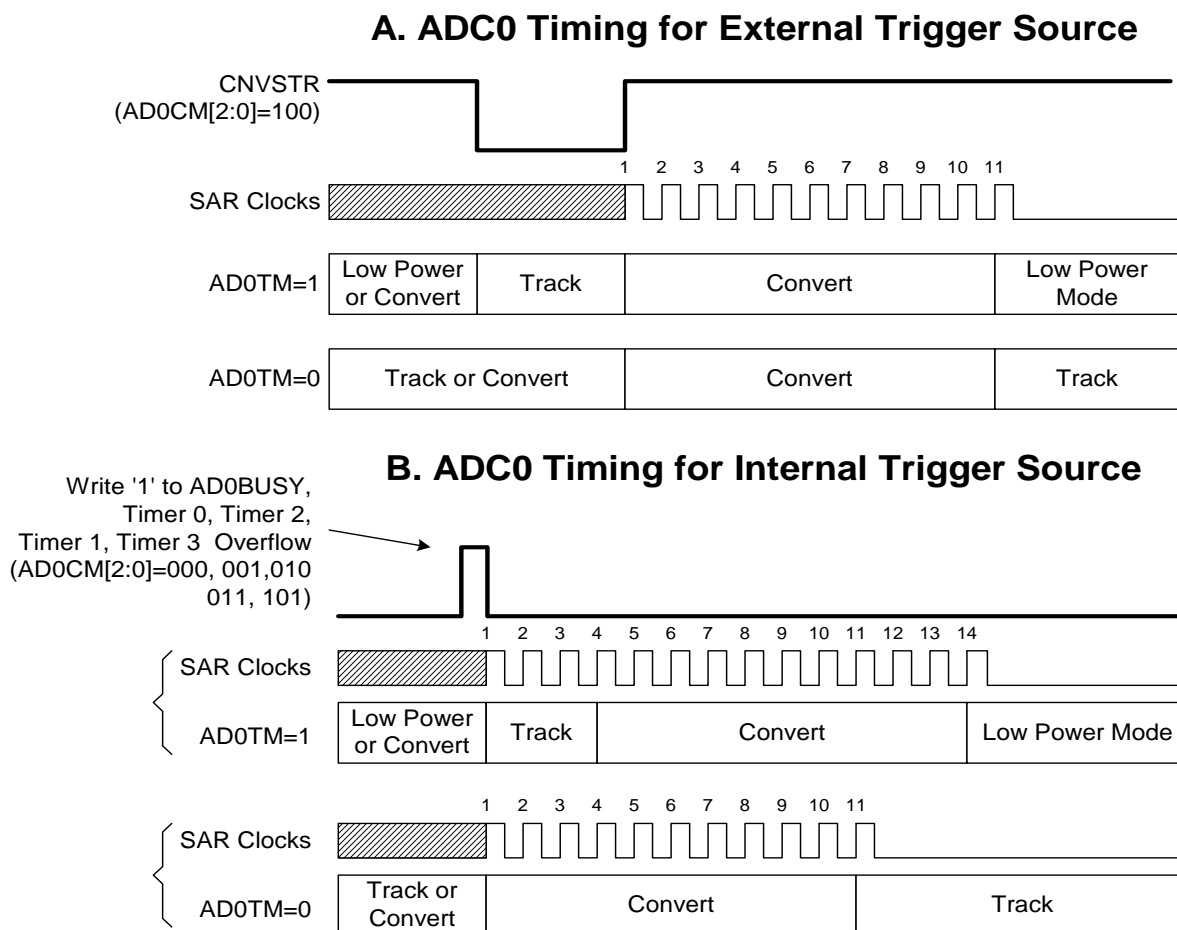 A. ADC0 Timing for External Trigger Source
CNVSTR
(AD0CM[2:0]=100)
1 2 3 4 5 6 7 8 9 10 11
SAR Clocks
AD0TM=1
Low Power
or Convert
Track
Convert
Low Power
Mode
AD0TM=0
Track or Convert
Convert
Track
B. ADC0 Timing for Internal Trigger Source
Write '1' to AD0BUSY,
Timer 0, Timer 2,
Timer 1, Timer 3 Overflow
(AD0CM[2:0]=000, 001,010
011, 101)
1 2 3 4 5 6 7 8 9 10 11 12 13 14
SAR Clocks
AD0TM=1
Low Power
or Convert
Track
Convert
Low Power Mode
1 2 3 4 5 6 7 8 9 10 11
SAR Clocks
AD0TM=0
Track or
Convert
Convert
Track